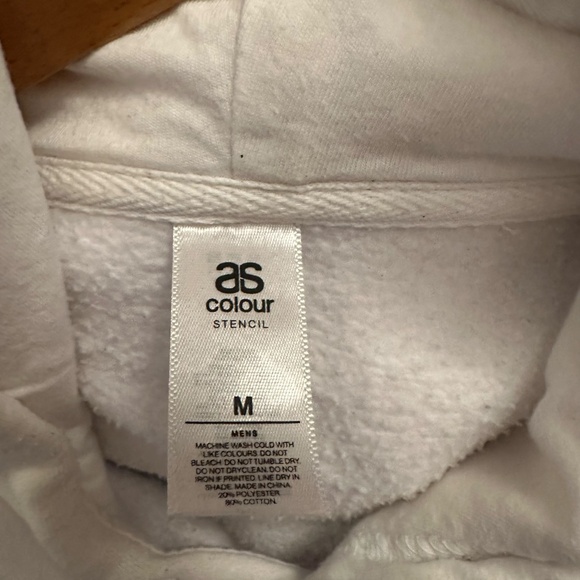 as
colour
STENCIL
M
MENS
MACHINE WASH COLD WITH
LIKE COLOURS. DO NOT
BLEACH. DO NOT TUMBLE DRY.
DO NOT DRYCLEAN. DO NOT
IRON IF PRINTED. LINE DRY IN
SHADE. MADE IN CHINA.
20% POLYESTER.
80% COTTON.